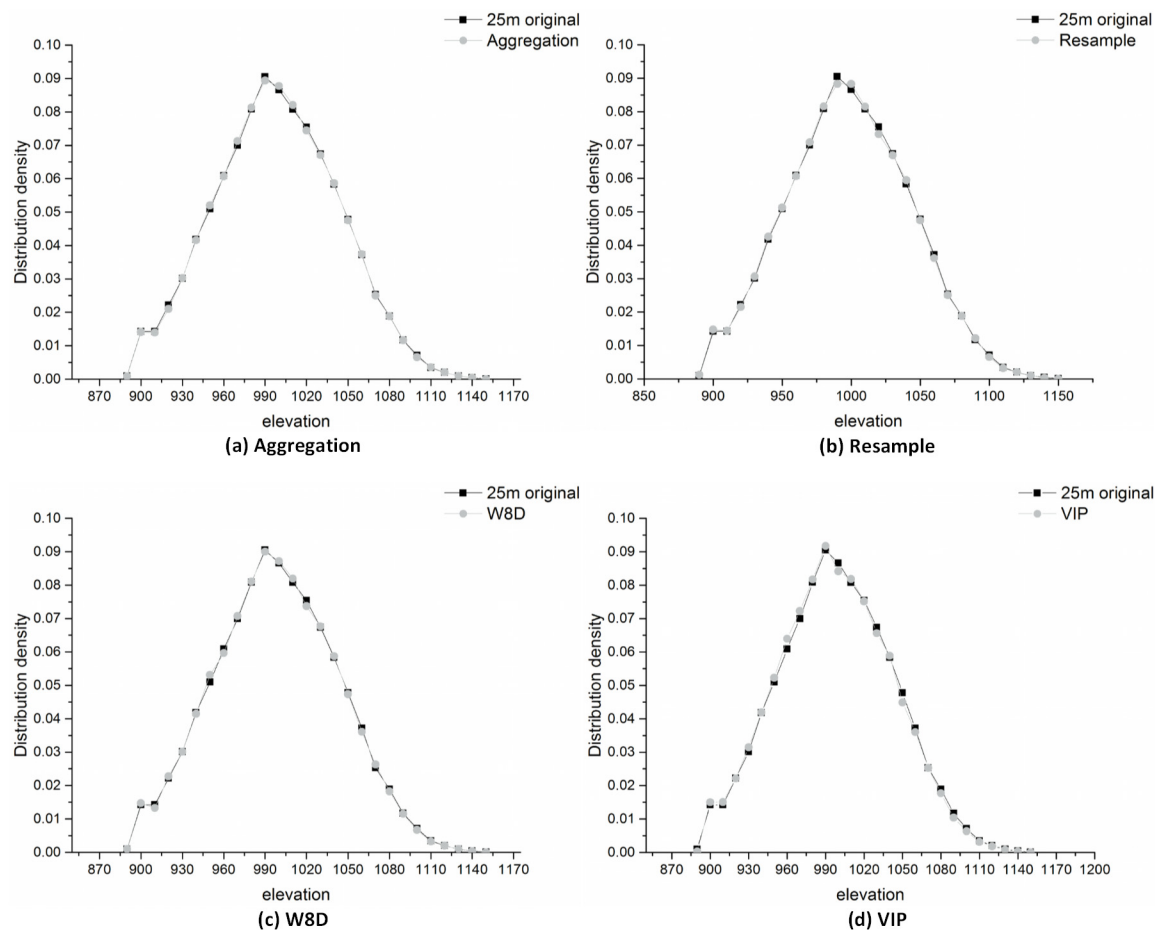 25m original
Aggregation
0.10
0.09
0.08
0.07
0.06
0.05
0.04
0.03
0.02
0.01
0.00
Distribution density
870 900 930 960 990 1020 1050 1080 1110 1140 1170
elevation
(a) Aggregation
25m original
Resample
0.10
0.09
0.08
0.07
0.06
0.05
0.04
0.03
0.02
0.01
0.00
Distribution density
850 900 950 1000 1050 1100 1150
elevation
(b) Resample
25m original
W8D
0.10
0.09
0.08
0.07
0.06
0.05
0.04
0.03
0.02
0.01
0.00
Distribution density
870 900 930 960 990 1020 1050 1080 1110 1140 1170
elevation
(c) W8D
25m original
VIP
0.10
0.09
0.08
0.07
0.06
0.05
0.04
0.03
0.02
0.01
0.00
Distribution density
870 900 930 960 990 1020 1050 1080 1110 1140 1170 1200
elevation
(d) VIP